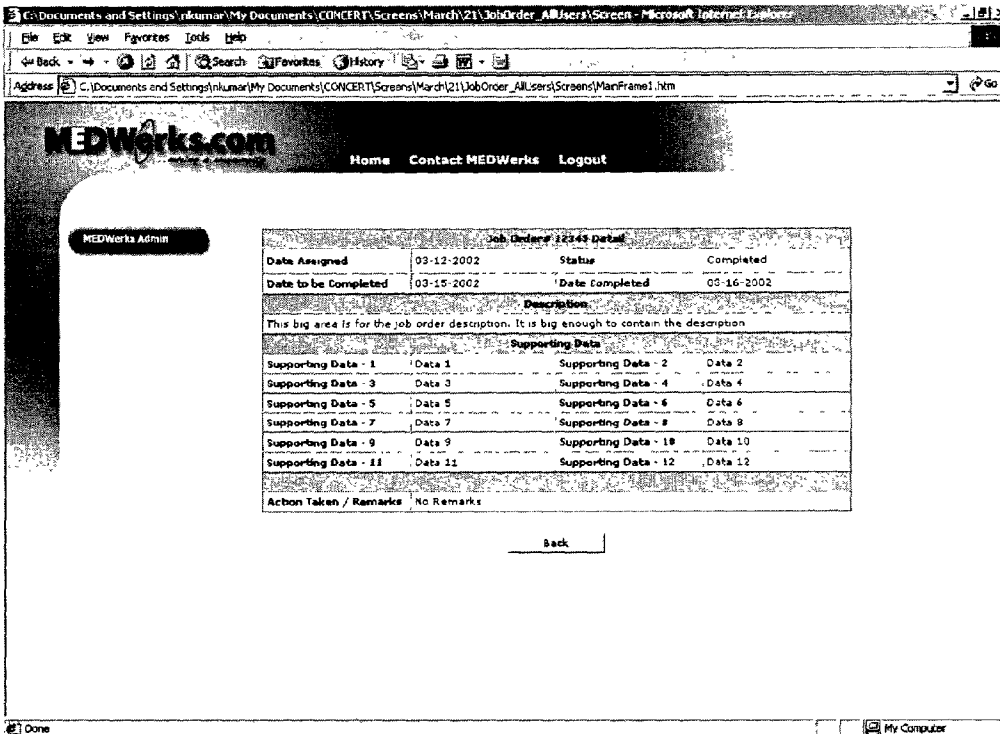 C:\Documents and Settings\nkumar\My Documents\CONCERT\Screens\March\21\JobOrder_AllUsers\Screen - Microsoft Internet Explorer
File Edit View Favorites Tools Help
Back Search Favorites History
Address C:\Documents and Settings\nkumar\My Documents\CONCERT\Screens\March\21\JobOrder_AllUsers\Screens\MainFrame1.htm Go
MEDWerks.com
Home Contact MEDWerks Logout
MEDWerks Admin
Job Order# 12345 Detail
Date Assigned 03-12-2002 Status Completed
Date to be Completed 03-15-2002 Date Completed 03-16-2002
Description
This big area is for the job order description. It is big enough to contain the description
Supporting Data
Supporting Data - 1 Data 1 Supporting Data - 2 Data 2
Supporting Data - 3 Data 3 Supporting Data - 4 Data 4
Supporting Data - 5 Data 5 Supporting Data - 6 Data 6
Supporting Data - 7 Data 7 Supporting Data - 8 Data 8
Supporting Data - 9 Data 9 Supporting Data - 10 Data 10
Supporting Data - 11 Data 11 Supporting Data - 12 Data 12
Action Taken / Remarks No Remarks
Back
Done My Computer